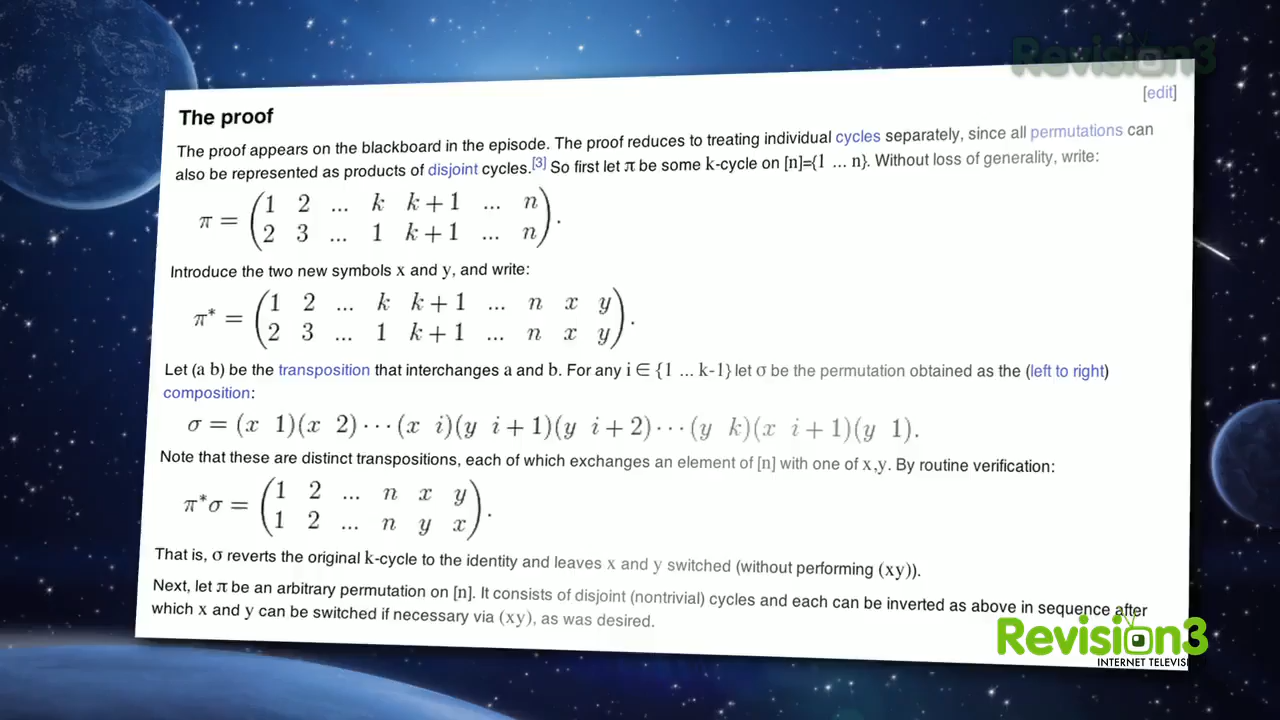 Revision3
[edit]
The proof
The proof appears on the blackboard in the episode. The proof reduces to treating individual cycles separately, since all permutations can
also be represented as products of disjoint cycles.[3] So first let π be some k-cycle on [n]={1 ... n}. Without loss of generality, write:
π = (1 2 ... k k+1 ... n
2 3 ... 1 k+1 ... n).
Introduce the two new symbols x and y, and write:
π* = (1 2 ... k k+1 ... n x y
2 3 ... 1 k+1 ... n x y).
Let (a b) be the transposition that interchanges a and b. For any i ∈ {1 ... k-1} let σ be the permutation obtained as the (left to right)
composition:
σ = (x 1)(x 2)···(x i)(y i+1)(y i+2)···(y k)(x i+1)(y 1).
Note that these are distinct transpositions, each of which exchanges an element of [n] with one of x,y. By routine verification:
π*σ = (1 2 ... n x y
1 2 ... n y x).
That is, σ reverts the original k-cycle to the identity and leaves x and y switched (without performing (xy)).
Next, let π be an arbitrary permutation on [n]. It consists of disjoint (nontrivial) cycles and each can be inverted as above in sequence after
which x and y can be switched if necessary via (xy), as was desired.
Revision3
INTERNET TELEVIS